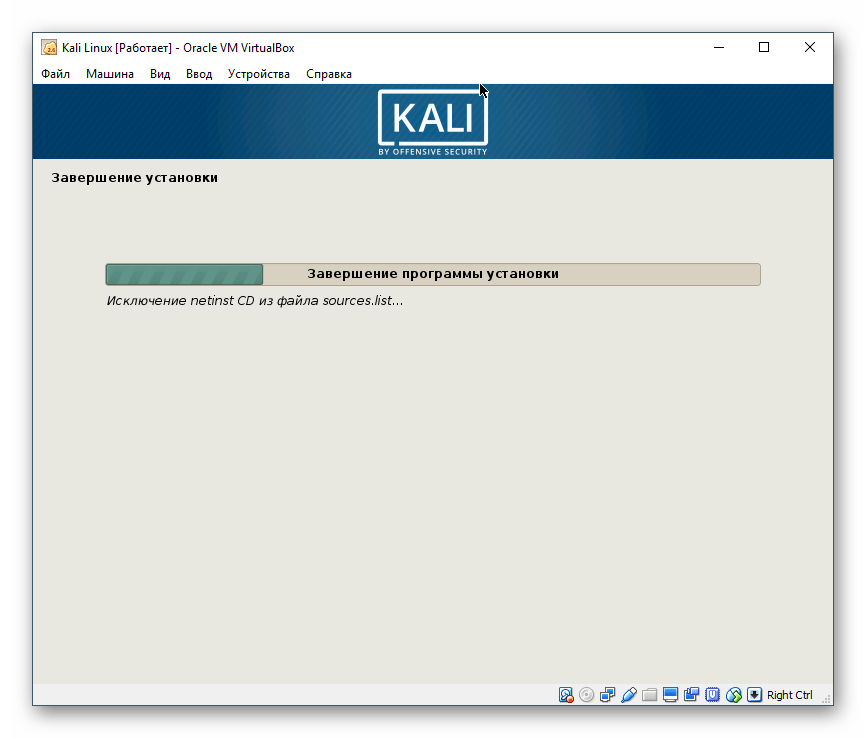 Kali Linux [Работает] - Oracle VM VirtualBox
Файл Машина Вид Ввод Устройства Справка
KALI
BY OFFENSIVE SECURITY
Завершение установки
Завершение программы установки
Исключение netinst CD из файла sources.list...
Right Ctrl